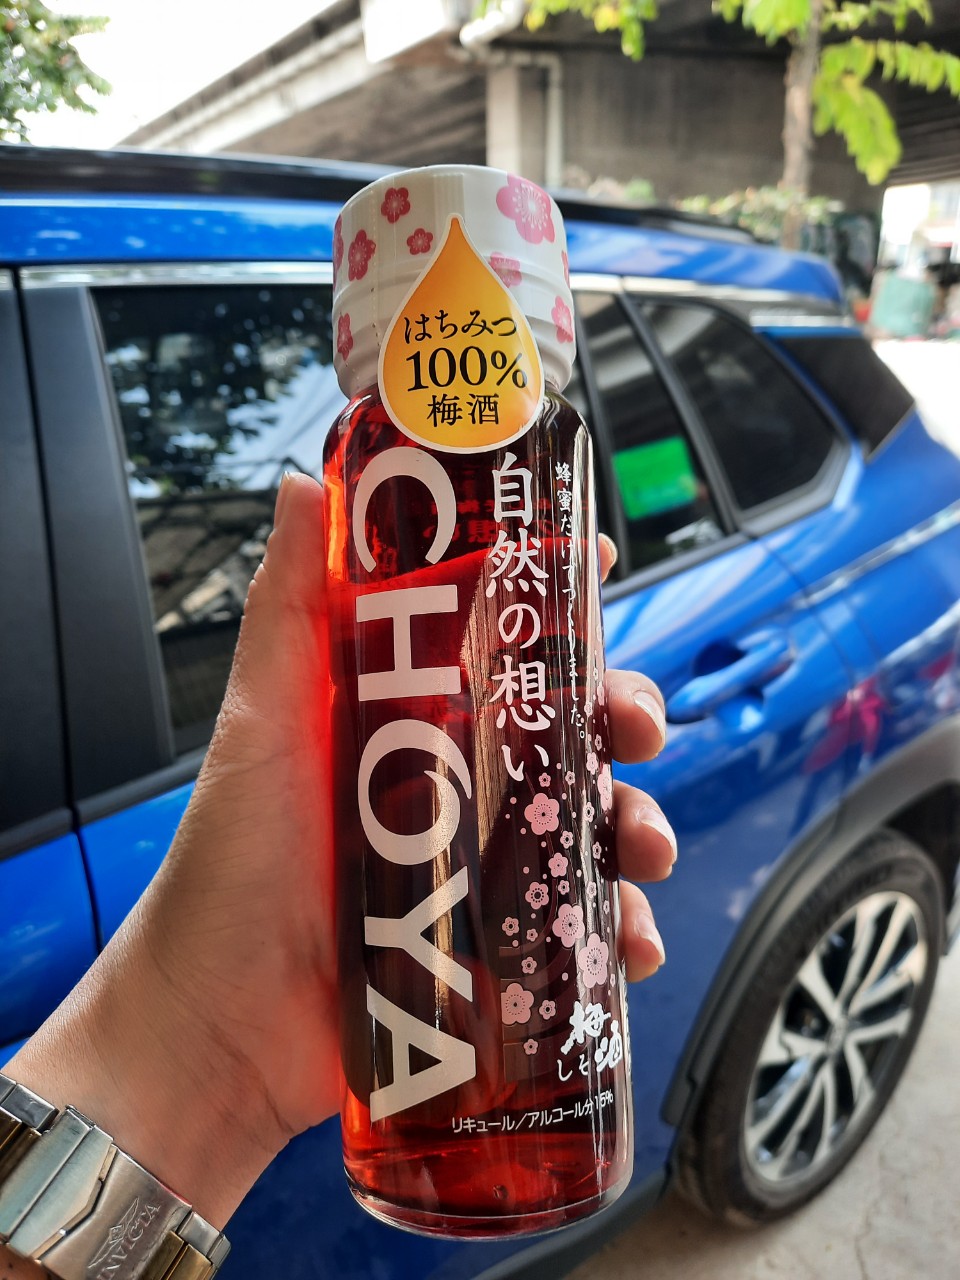 はちみつ
100%
梅酒
CHOYA
自然の想い
蜂蜜だけでつくりました。
梅酒
しそ
リキュール/アルコール分15%